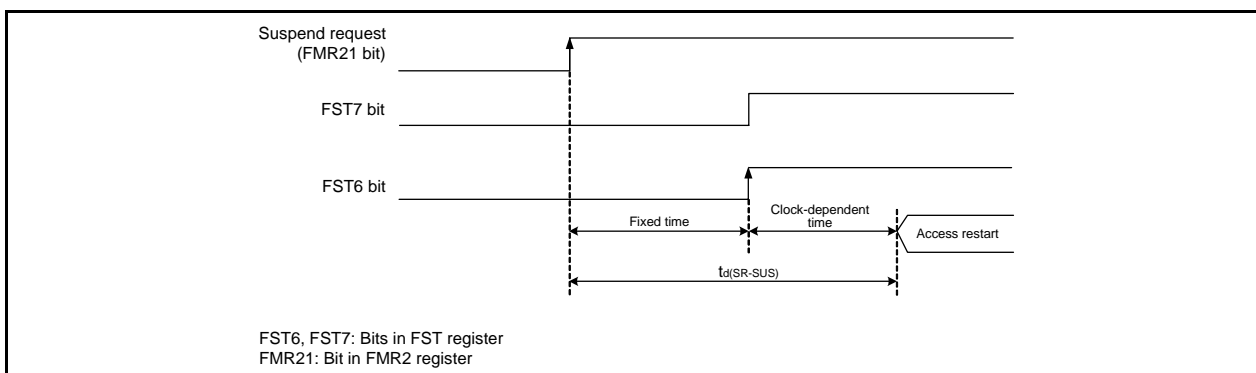 Suspend request
(FMR21 bit)
FST7 bit
FST6 bit
Fixed time
Clock-dependent
time
Access restart
td(SR-SUS)
FST6, FST7: Bits in FST register
FMR21: Bit in FMR2 register